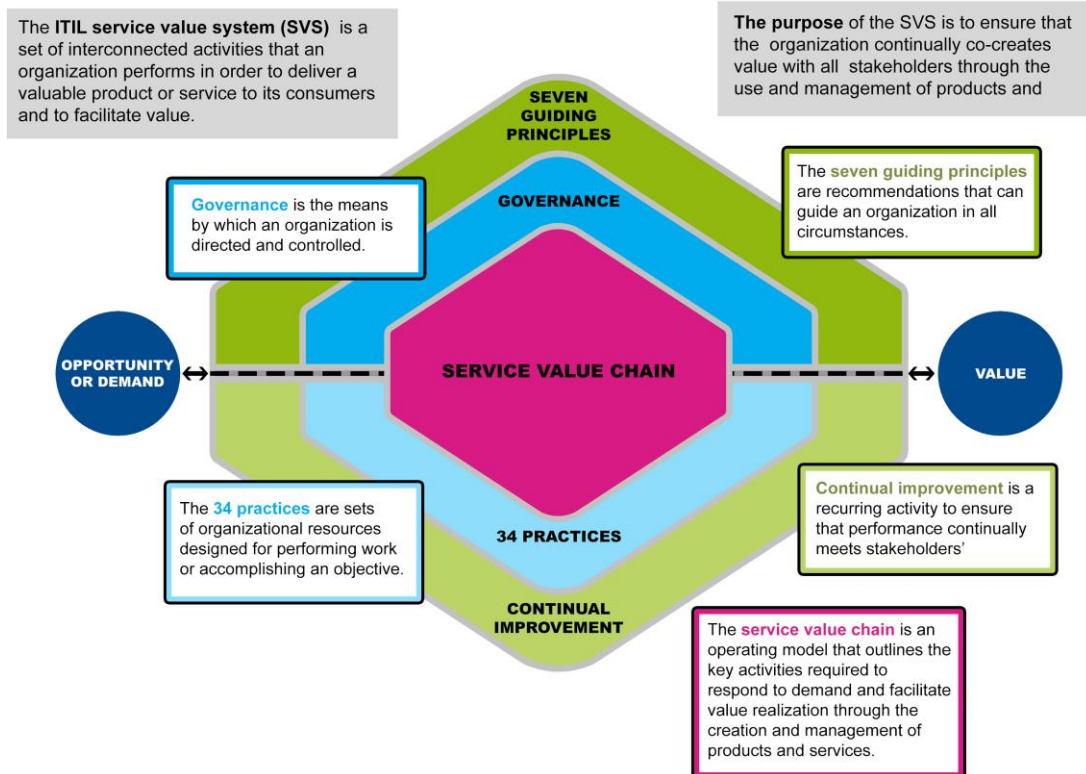 The ITIL service value system (SVS) is a
set of interconnected activities that an
organization performs in order to deliver a
valuable product or service to its consumers
and to facilitate value.
The purpose of the SVS is to ensure that
the organization continually co-creates
value with all stakeholders through the
use and management of products and
SEVEN
GUIDING
PRINCIPLES
The seven guiding principles
are recommendations that can
guide an organization in all
circumstances.
Governance is the means
by which an organization is
directed and controlled.
GOVERNANCE
OPPORTUNITY
OR DEMAND
SERVICE VALUE CHAIN
VALUE
The 34 practices are sets
of organizational resources
designed for performing work
or accomplishing an objective.
34 PRACTICES
Continual improvement is a
recurring activity to ensure
that performance continually
meets stakeholders’
CONTINUAL
IMPROVEMENT
The service value chain is an
operating model that outlines the
key activities required to
respond to demand and facilitate
value realization through the
creation and management of
products and services.